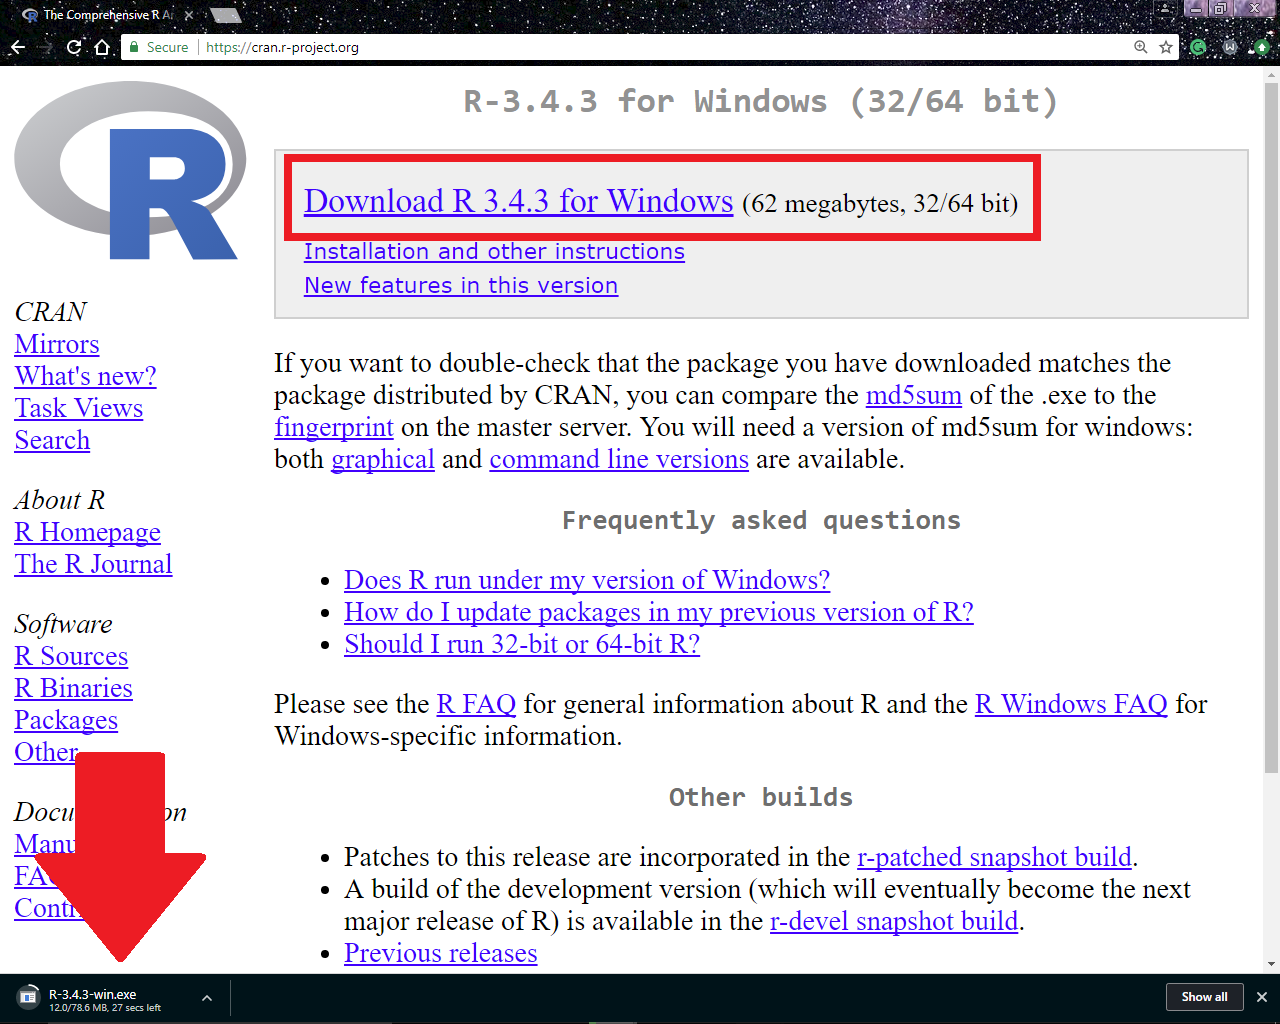 The Comprehensive R Ar
Secure | https://cran.r-project.org
R
CRAN
Mirrors
What's new?
Task Views
Search
About R
R Homepage
The R Journal
Software
R Sources
R Binaries
Packages
Other
Manu
FA
Contr
R-3.4.3 for Windows (32/64 bit)
Download R 3.4.3 for Windows (62 megabytes, 32/64 bit)
Installation and other instructions
New features in this version
If you want to double-check that the package you have downloaded matches the
package distributed by CRAN, you can compare the md5sum of the .exe to the
fingerprint on the master server. You will need a version of md5sum for windows:
both graphical and command line versions are available.
Frequently asked questions
• Does R run under my version of Windows?
• How do I update packages in my previous version of R?
• Should I run 32-bit or 64-bit R?
Please see the R FAQ for general information about R and the R Windows FAQ for
Windows-specific information.
Other builds
• Patches to this release are incorporated in the r-patched snapshot build.
• A build of the development version (which will eventually become the next
major release of R) is available in the r-devel snapshot build.
• Previous releases
R-3.4.3-win.exe
12.0/78.6 MB, 27 secs left
Show all